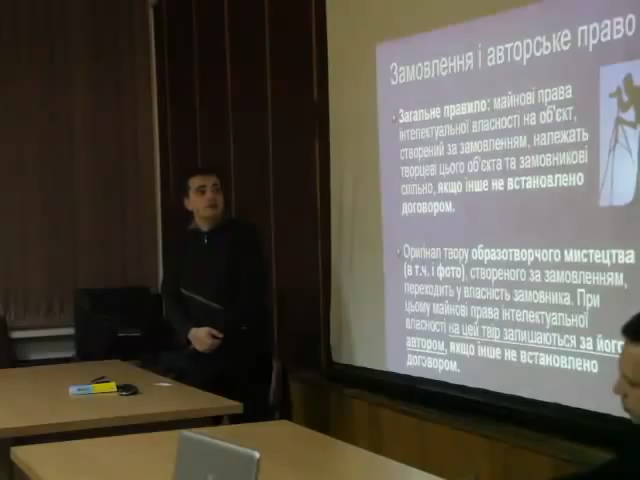 Замовлення і авторське право
• Загальне правило: майнові права
інтелектуальної власності на об'єкт,
створений за замовленням, належать
творцеві цього об'єкта та замовникові
спільно, якщо інше не встановлено
договором.
• Оригінал твору образотворчого мистецтва
(в т.ч. і фото), створеного за замовленням,
переходить у власність замовника. При
цьому майнові права інтелектуальної
власності на цей твір залишаються за його
автором, якщо інше не встановлено
договором.